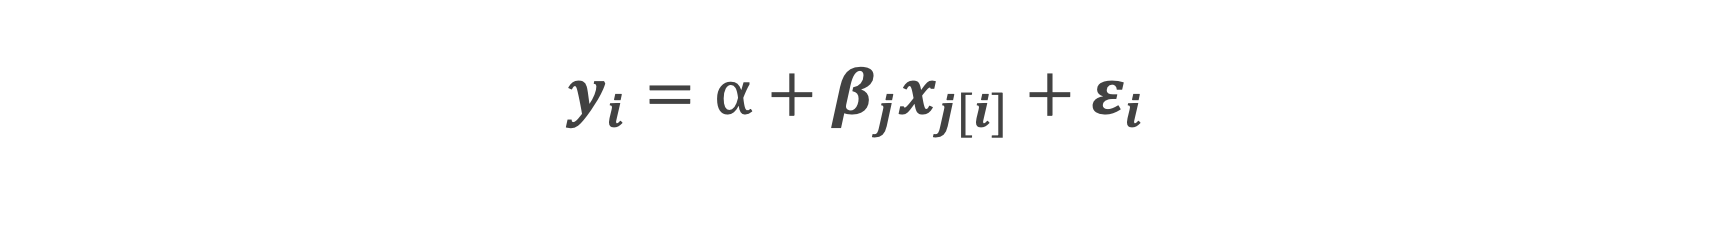 yᵢ = α + βⱼxⱼ[ᵢ] + εᵢ